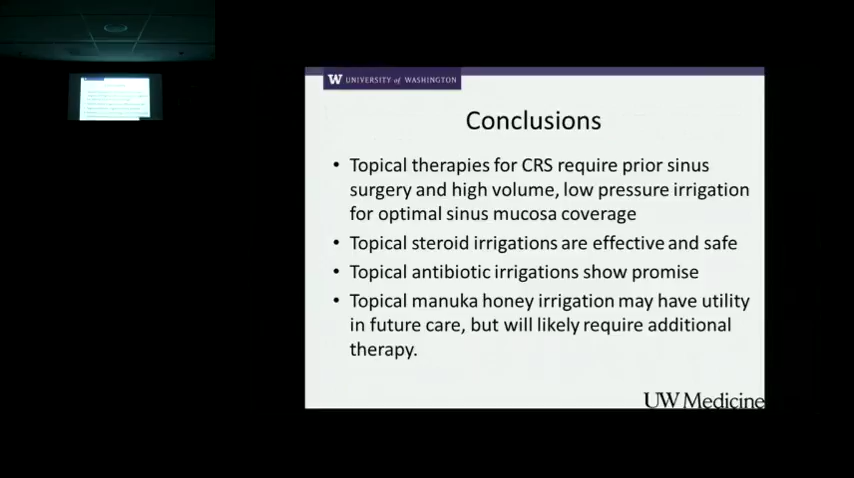 W UNIVERSITY of WASHINGTON
Conclusions
• Topical therapies for CRS require prior sinus
surgery and high volume, low pressure irrigation
for optimal sinus mucosa coverage
• Topical steroid irrigations are effective and safe
• Topical antibiotic irrigations show promise
• Topical manuka honey irrigation may have utility
in future care, but will likely require additional
therapy.
UW Medicine